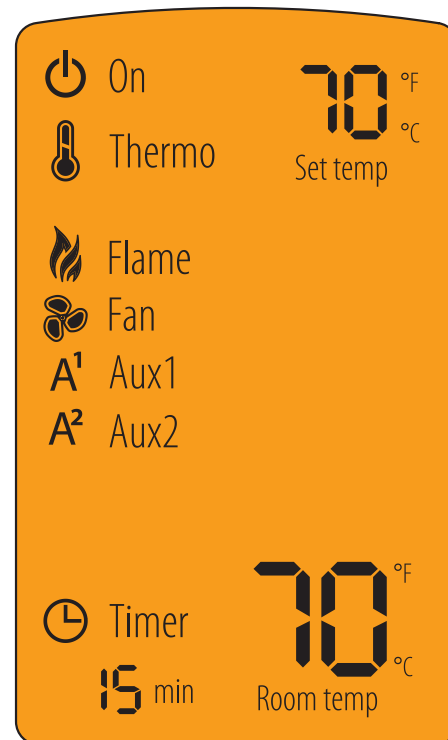 On
70 °F
°C
Thermo
Set temp
Flame
Fan
A¹ Aux1
A² Aux2
70 °F
°C
Timer
15 min
Room temp